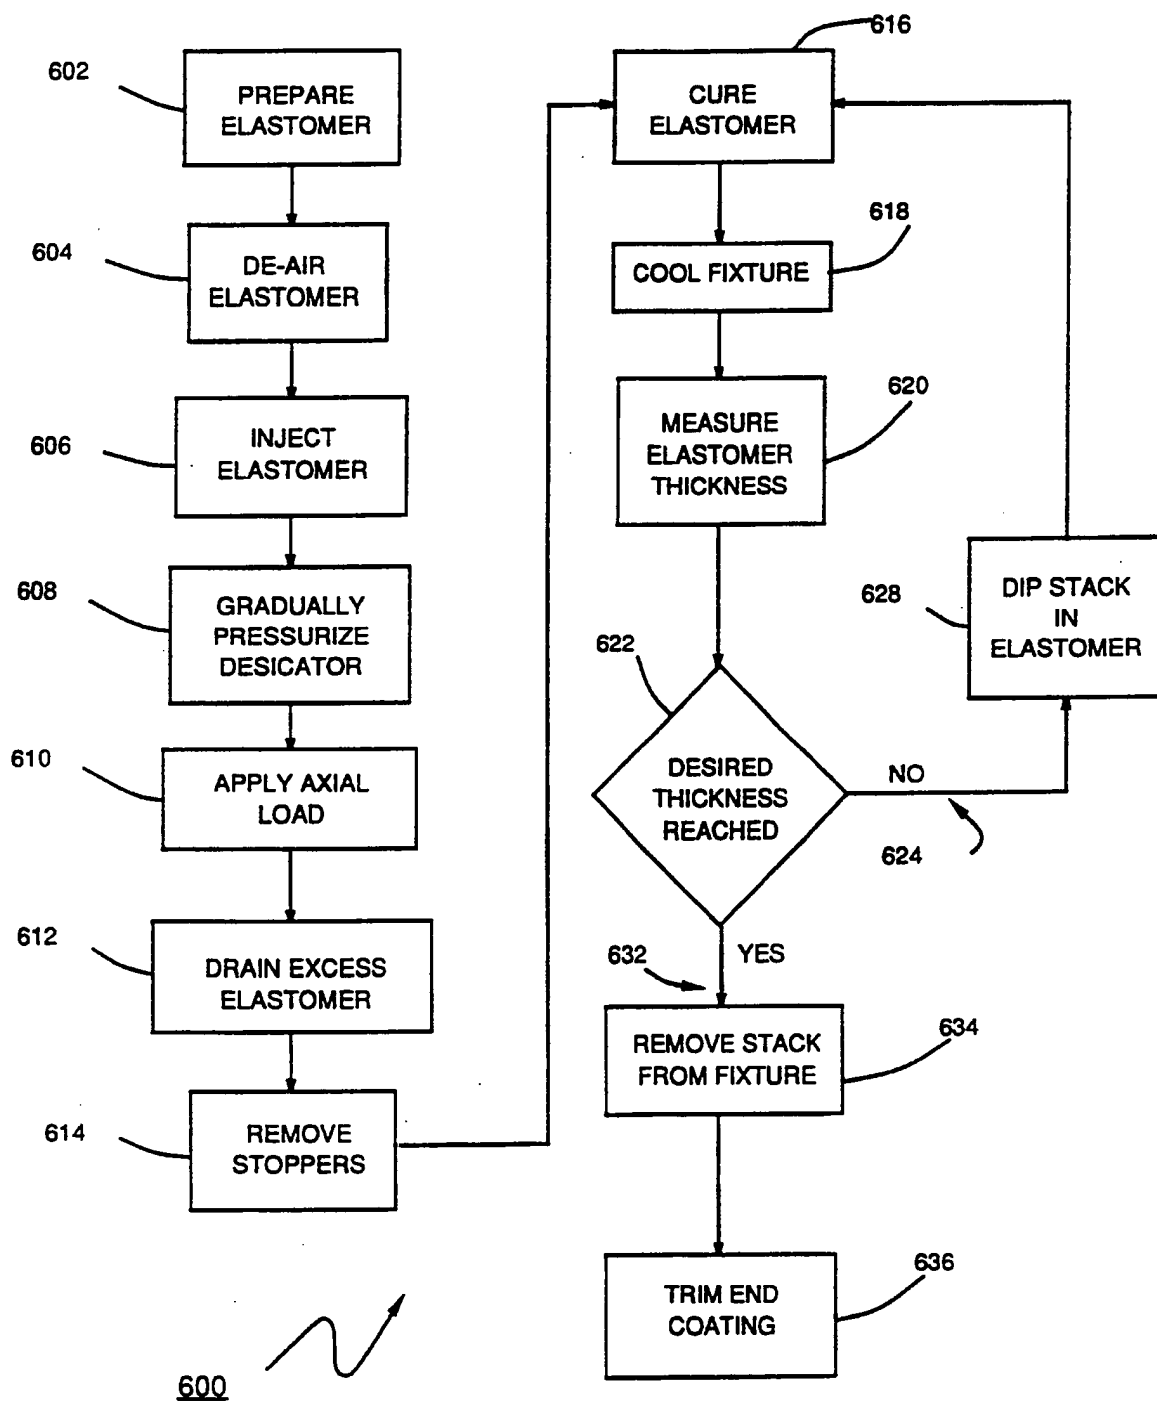 602
PREPARE
ELASTOMER
604
DE-AIR
ELASTOMER
606
INJECT
ELASTOMER
608
GRADUALLY
PRESSURIZE
DESICATOR
610
APPLY AXIAL
LOAD
612
DRAIN EXCESS
ELASTOMER
614
REMOVE
STOPPERS
616
CURE
ELASTOMER
618
COOL FIXTURE
620
MEASURE
ELASTOMER
THICKNESS
622
DESIRED
THICKNESS
REACHED
NO
624
628
DIP STACK
IN
ELASTOMER
632
YES
634
REMOVE STACK
FROM FIXTURE
636
TRIM END
COATING
600